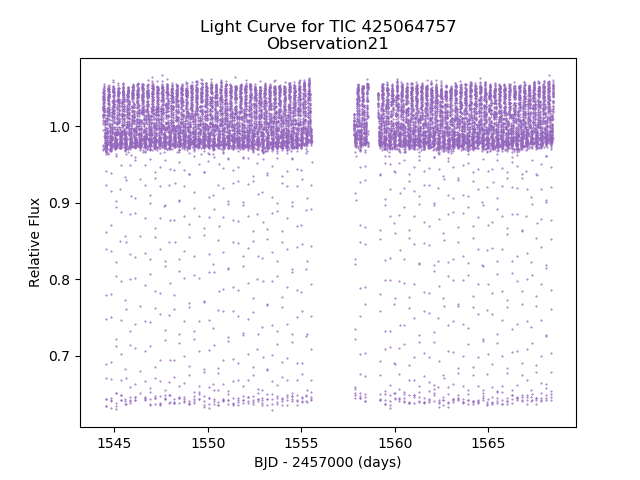 Light Curve for TIC 425064757
Observation21
1.0
0.9
0.8
0.7
Relative Flux
1545
1550
1555
1560
1565
BJD - 2457000 (days)